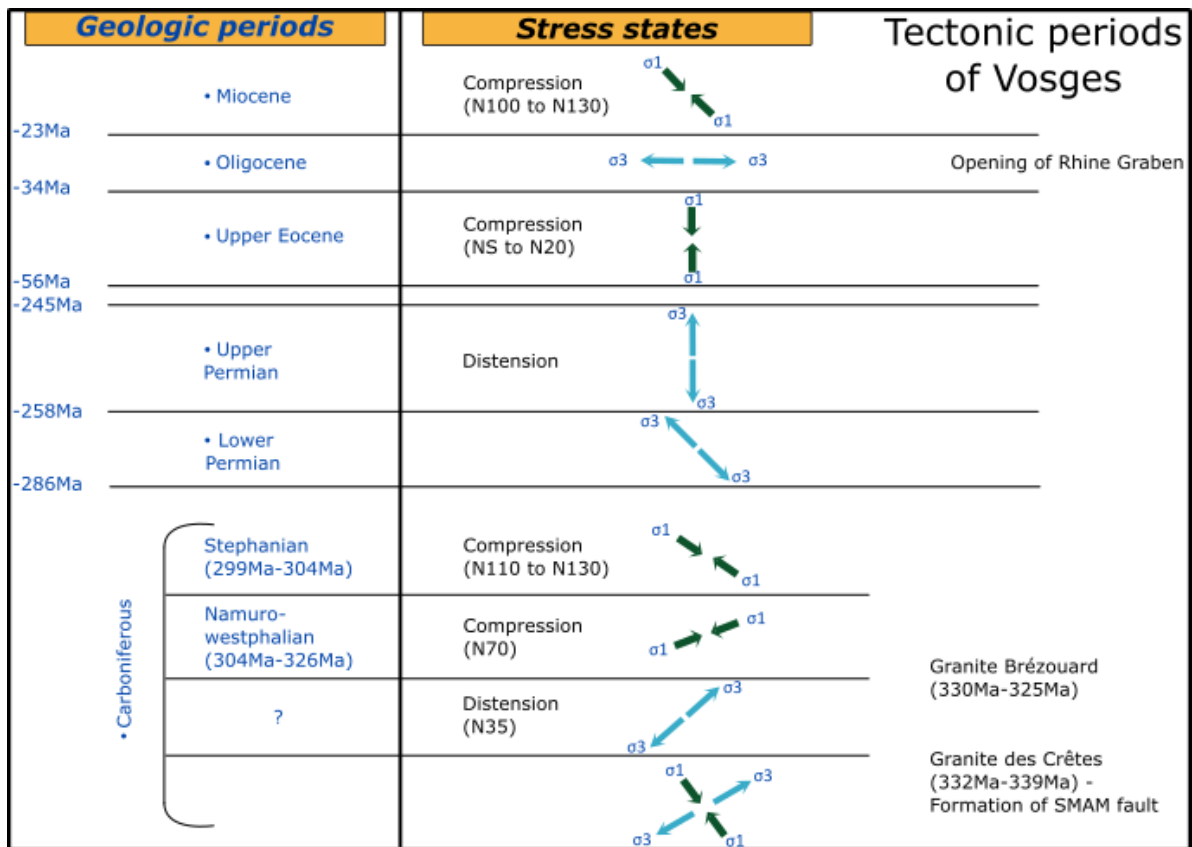 Geologic periods
Stress states
Tectonic periods
of Vosges
• Miocene
Compression
(N100 to N130)
σ1
σ1
-23Ma
• Oligocene
σ3
σ3
Opening of Rhine Graben
-34Ma
• Upper Eocene
Compression
(NS to N20)
σ1
σ1
-56Ma
-245Ma
• Upper
Permian
Distension
σ3
σ3
-258Ma
• Lower
Permian
σ3
σ3
-286Ma
• Carboniferous
Stephanian
(299Ma-304Ma)
Compression
(N110 to N130)
σ1
σ1
Namuro-
westphalian
(304Ma-326Ma)
Compression
(N70)
σ1
σ1
Granite Brézouard
(330Ma-325Ma)
?
Distension
(N35)
σ3
σ3
Granite des Crêtes
(332Ma-339Ma) -
Formation of SMAM fault
σ1
σ3
σ3
σ1